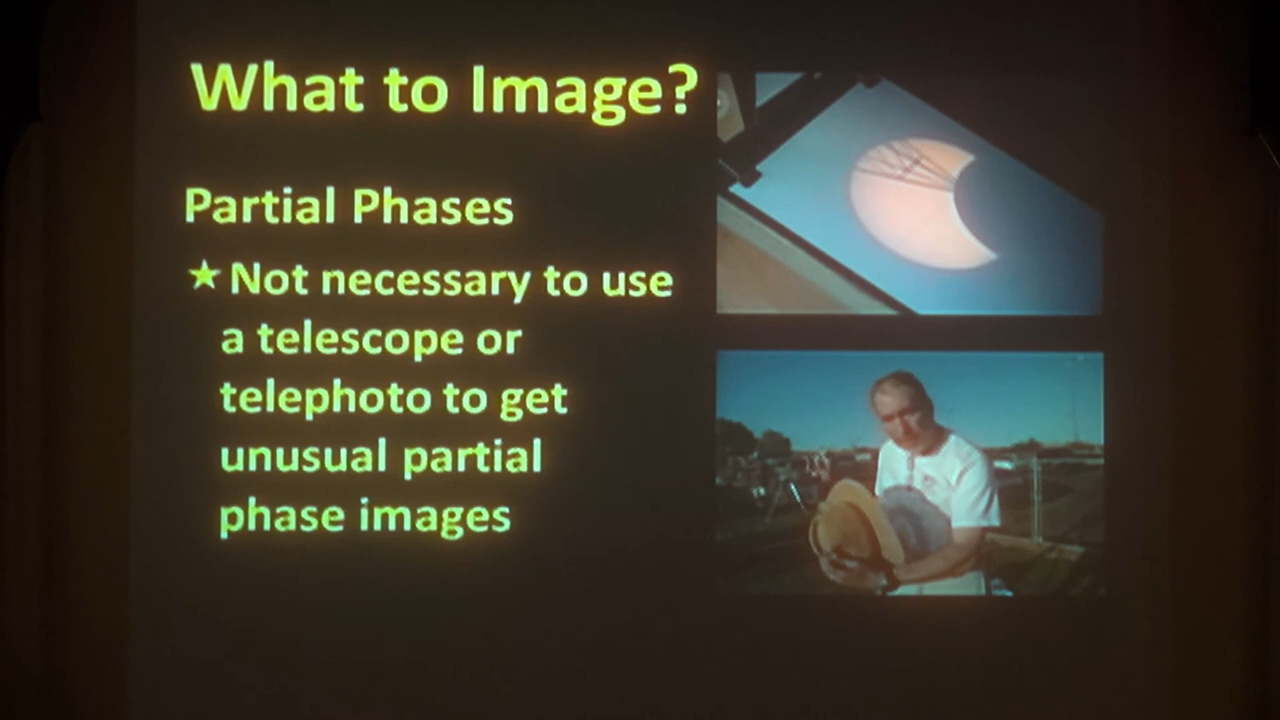 What to Image?
Partial Phases
★ Not necessary to use
a telescope or
telephoto to get
unusual partial
phase images